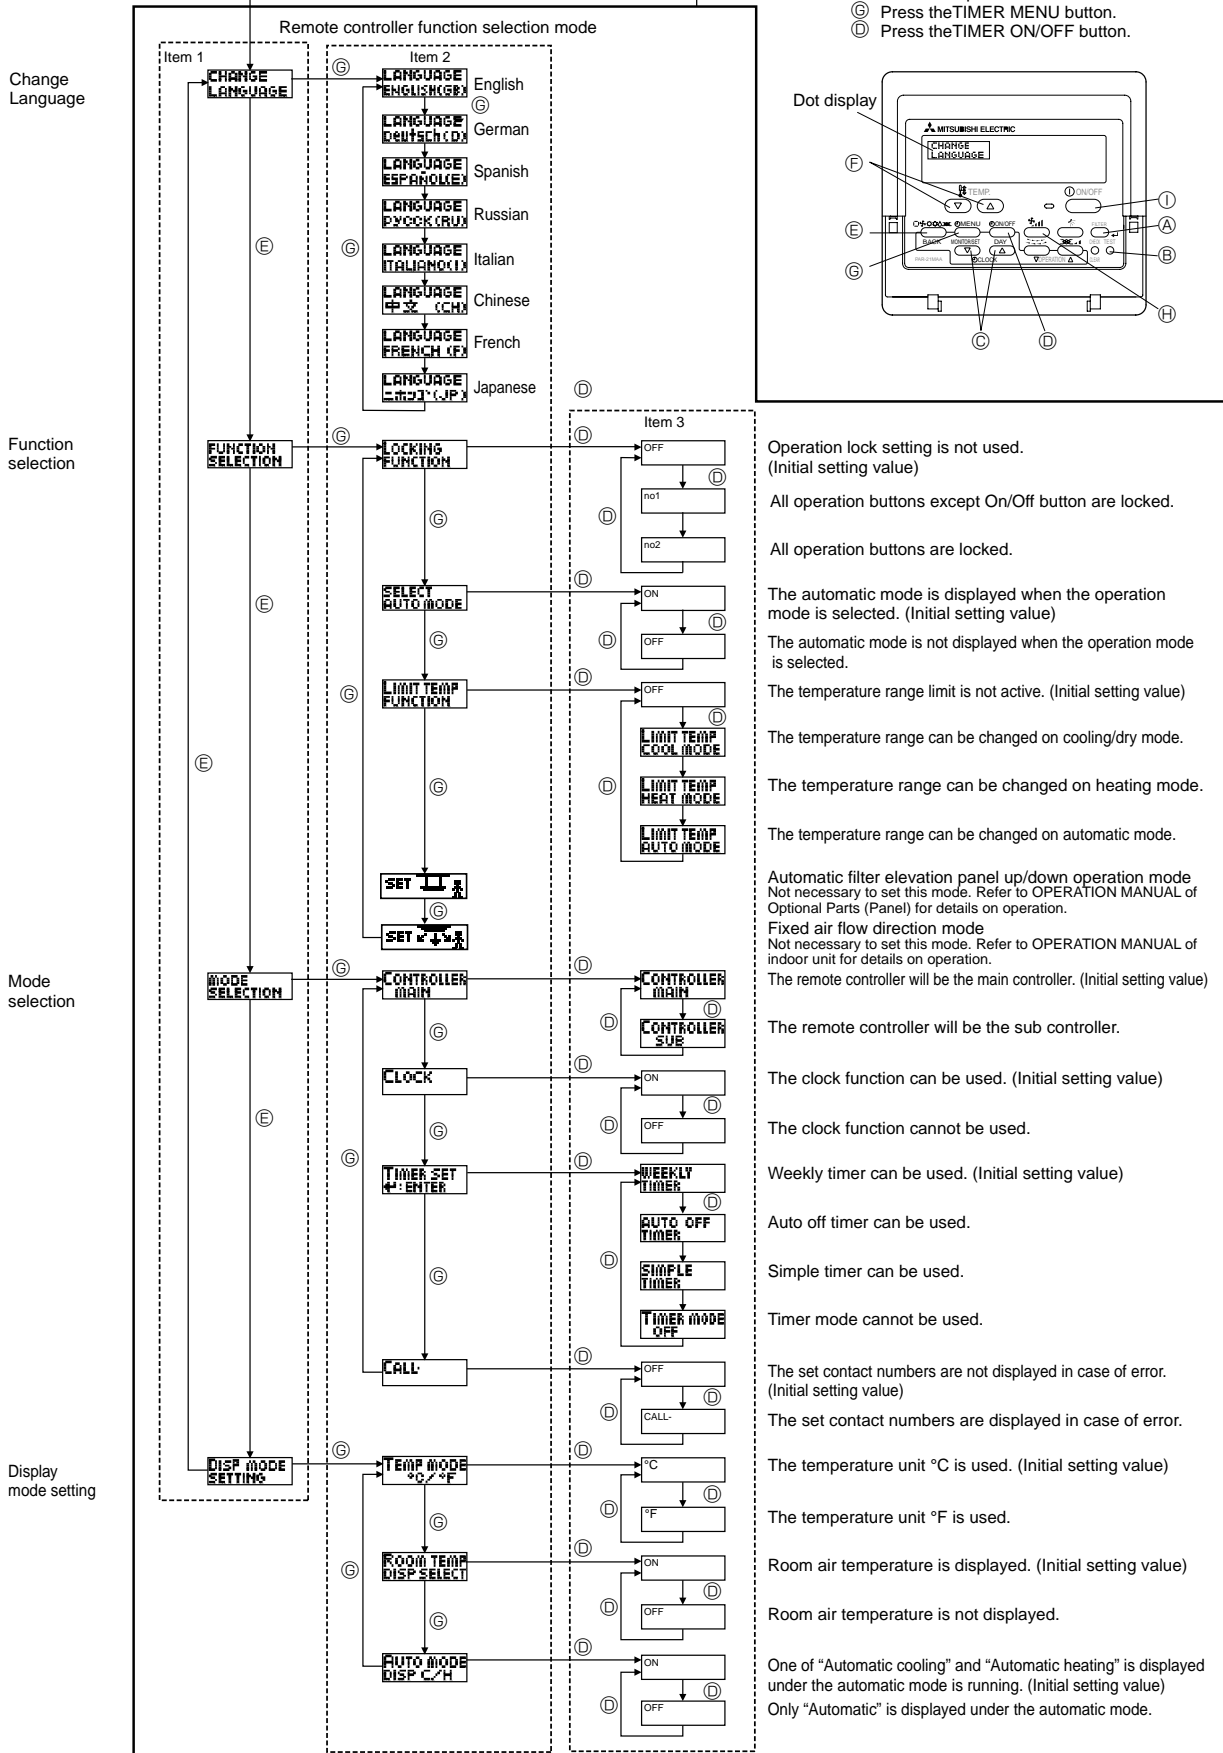 Ⓖ Press theTIMER MENU button.
Ⓓ Press theTIMER ON/OFF button.
Remote controller function selection mode
Item 1
Item 2
Change
Language
CHANGE
LANGUAGE
Ⓖ
LANGUAGE
ENGLISH(GB)
English
Ⓖ
LANGUAGE
Deutsch(D)
German
LANGUAGE
ESPAÑOL(E)
Spanish
LANGUAGE
РУССК(RU)
Russian
Ⓔ
Ⓖ
LANGUAGE
ITALIANO(I)
Italian
LANGUAGE
中文 (CH)
Chinese
LANGUAGE
FRENCH (F)
French
LANGUAGE
ニホンゴ(JP)
Japanese
Ⓓ
Dot display
MITSUBISHI ELECTRIC
CHANGE
LANGUAGE
Ⓕ
TEMP.
ON/OFF
Ⓘ
Ⓔ
MENU
ON/OFF
FILTER
Ⓐ
BACK
MONITOR/SET
DAY
CHECK TEST
Ⓑ
PAR-21MAA
CLOCK
OPERATION
CLEAR
Ⓖ
Ⓗ
Ⓒ
Ⓓ
Item 3
Function
selection
FUNCTION
SELECTION
Ⓖ
LOCKING
FUNCTION
Ⓓ
OFF
Operation lock setting is not used.
(Initial setting value)
Ⓓ
no1
All operation buttons except On/Off button are locked.
Ⓖ
Ⓓ
no2
All operation buttons are locked.
Ⓔ
SELECT
AUTO MODE
Ⓓ
ON
The automatic mode is displayed when the operation
mode is selected. (Initial setting value)
Ⓓ
Ⓖ
Ⓓ
OFF
The automatic mode is not displayed when the operation mode
is selected.
Ⓖ
LIMIT TEMP
FUNCTION
Ⓓ
OFF
The temperature range limit is not active. (Initial setting value)
Ⓓ
LIMIT TEMP
COOL MODE
The temperature range can be changed on cooling/dry mode.
Ⓔ
Ⓖ
Ⓓ
LIMIT TEMP
HEAT MODE
The temperature range can be changed on heating mode.
LIMIT TEMP
AUTO MODE
The temperature range can be changed on automatic mode.
SET
Automatic filter elevation panel up/down operation mode
Not necessary to set this mode. Refer to OPERATION MANUAL of
Optional Parts (Panel) for details on operation.
Ⓖ
SET
Fixed air flow direction mode
Not necessary to set this mode. Refer to OPERATION MANUAL of
indoor unit for details on operation.
Mode
selection
MODE
SELECTION
Ⓖ
CONTROLLER
MAIN
Ⓓ
CONTROLLER
MAIN
The remote controller will be the main controller. (Initial setting value)
Ⓓ
Ⓖ
Ⓓ
CONTROLLER
SUB
The remote controller will be the sub controller.
CLOCK
Ⓓ
ON
The clock function can be used. (Initial setting value)
Ⓓ
Ⓔ
Ⓖ
Ⓓ
OFF
The clock function cannot be used.
Ⓖ
TIMER SET
↵:ENTER
Ⓓ
WEEKLY
TIMER
Weekly timer can be used. (Initial setting value)
Ⓓ
AUTO OFF
TIMER
Auto off timer can be used.
Ⓖ
Ⓓ
SIMPLE
TIMER
Simple timer can be used.
TIMER MODE
OFF
Timer mode cannot be used.
CALL-
Ⓓ
OFF
The set contact numbers are not displayed in case of error.
(Initial setting value)
Ⓓ
Ⓓ
CALL-
The set contact numbers are displayed in case of error.
Display
mode setting
DISP MODE
SETTING
Ⓖ
TEMP MODE
°C/°F
Ⓓ
°C
The temperature unit °C is used. (Initial setting value)
Ⓓ
Ⓖ
Ⓓ
°F
The temperature unit °F is used.
Ⓖ
ROOM TEMP
DISP SELECT
Ⓓ
ON
Room air temperature is displayed. (Initial setting value)
Ⓓ
Ⓖ
Ⓓ
OFF
Room air temperature is not displayed.
AUTO MODE
DISP C/H
Ⓓ
ON
One of “Automatic cooling” and “Automatic heating” is displayed
under the automatic mode is running. (Initial setting value)
Ⓓ
Ⓓ
OFF
Only “Automatic” is displayed under the automatic mode.